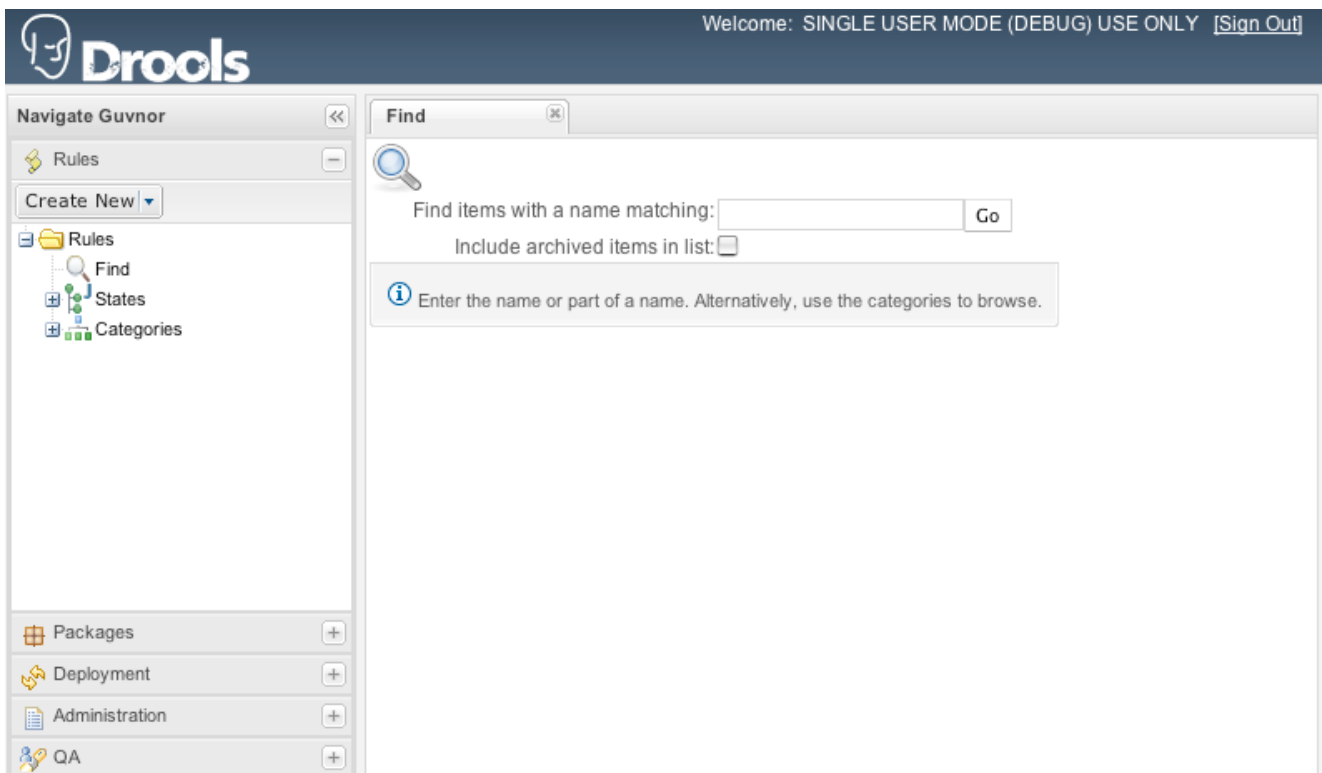 Welcome: SINGLE USER MODE (DEBUG) USE ONLY [Sign Out]
Drools
Navigate Guvnor
Rules
Create New
Rules
Find
States
Categories
Packages
Deployment
Administration
QA
Find
Find items with a name matching:
Go
Include archived items in list:
Enter the name or part of a name. Alternatively, use the categories to browse.